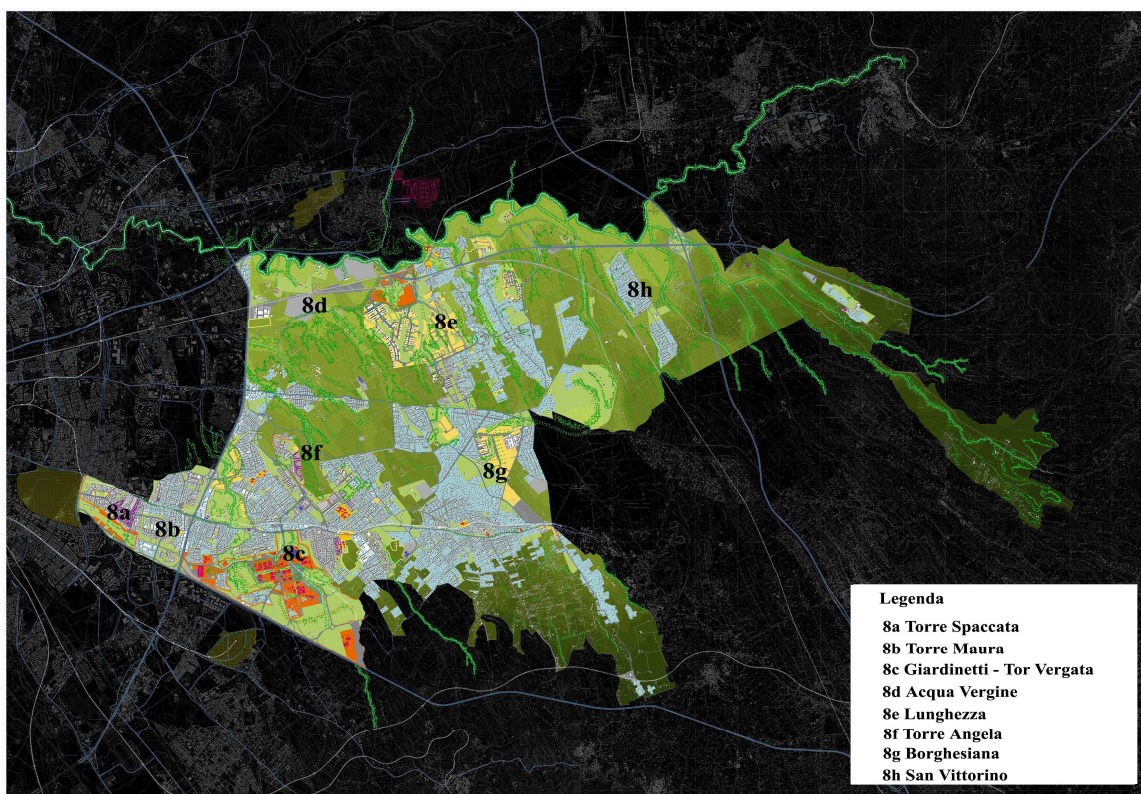 8d
8e
8h
8f
8g
8a
8b
8c
Legenda
8a Torre Spaccata
8b Torre Maura
8c Giardinetti - Tor Vergata
8d Acqua Vergine
8e Lunghezza
8f Torre Angela
8g Borghesiana
8h San Vittorino